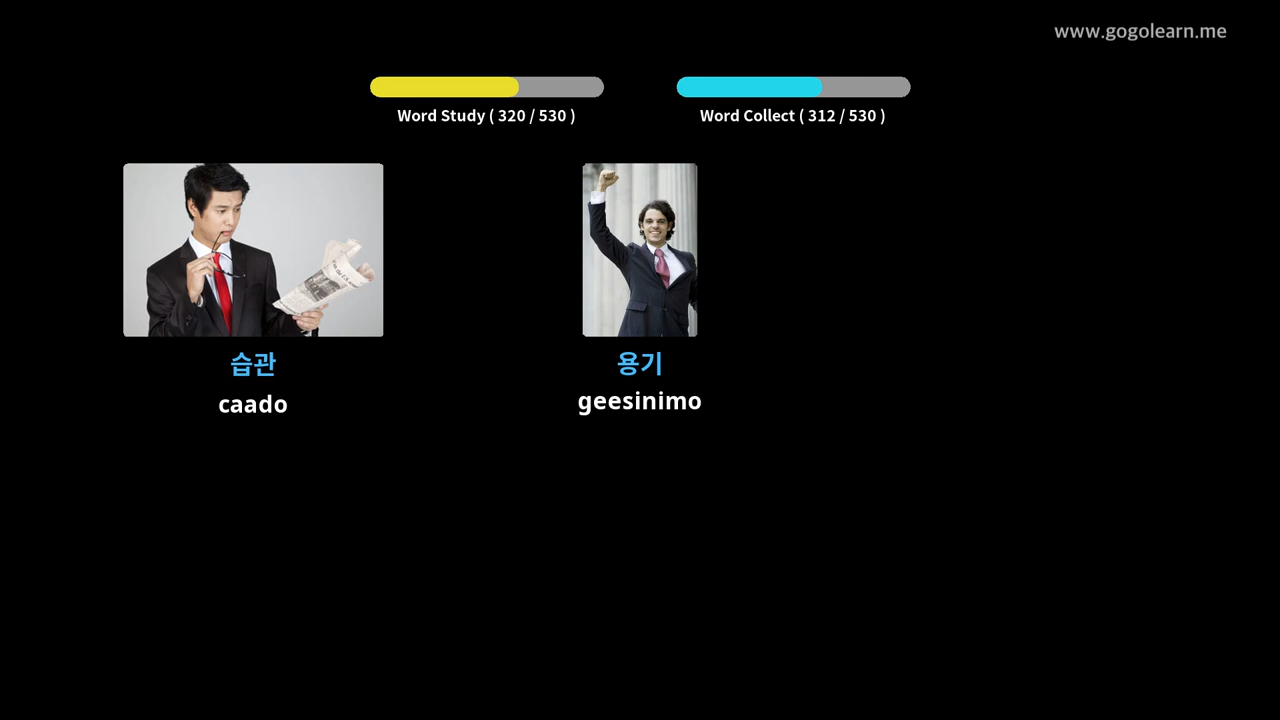 www.gogolearn.me
Word Study ( 320 / 530 )
Word Collect ( 312 / 530 )
습관
caado
용기
geesinimo